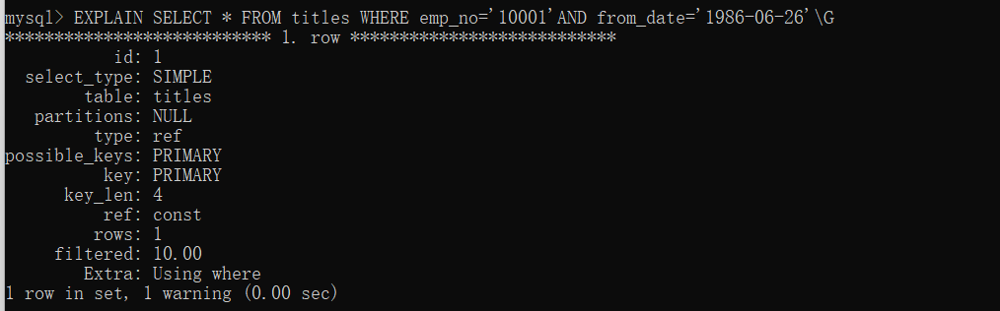 mysql> EXPLAIN SELECT * FROM titles WHERE emp_no='10001'AND from_date='1986-06-26'\G
*************************** 1. row ***************************
id: 1
select_type: SIMPLE
table: titles
partitions: NULL
type: ref
possible_keys: PRIMARY
key: PRIMARY
key_len: 4
ref: const
rows: 1
filtered: 10.00
Extra: Using where
1 row in set, 1 warning (0.00 sec)